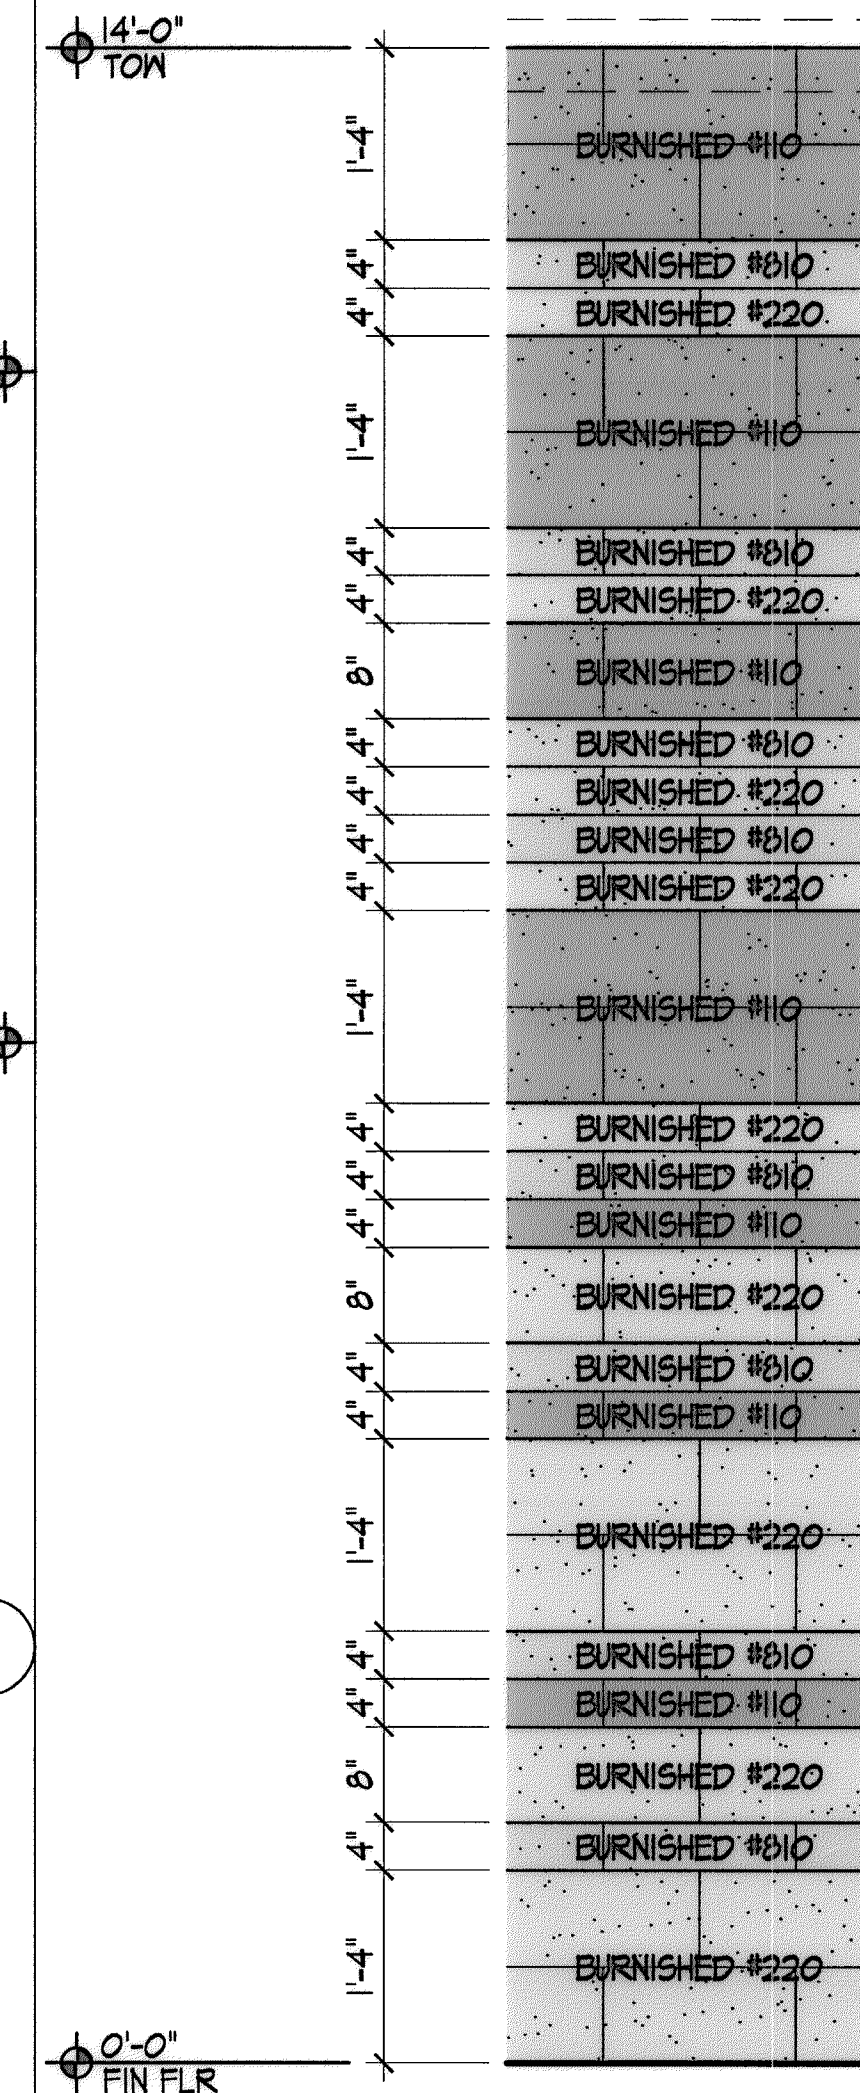 14'-0"
TOW
1'-4" BURNISHED #110
4" BURNISHED #810
4" BURNISHED #220
1'-4" BURNISHED #110
4" BURNISHED #810
4" BURNISHED #220
8" BURNISHED #110
4" BURNISHED #810
4" BURNISHED #220
4" BURNISHED #810
4" BURNISHED #220
1'-4" BURNISHED #110
4" BURNISHED #220
4" BURNISHED #810
4" BURNISHED #110
8" BURNISHED #220
4" BURNISHED #810
4" BURNISHED #110
1'-4" BURNISHED #220
4" BURNISHED #810
4" BURNISHED #110
8" BURNISHED #220
4" BURNISHED #810
1'-4" BURNISHED #220
0'-0"
FIN FLR